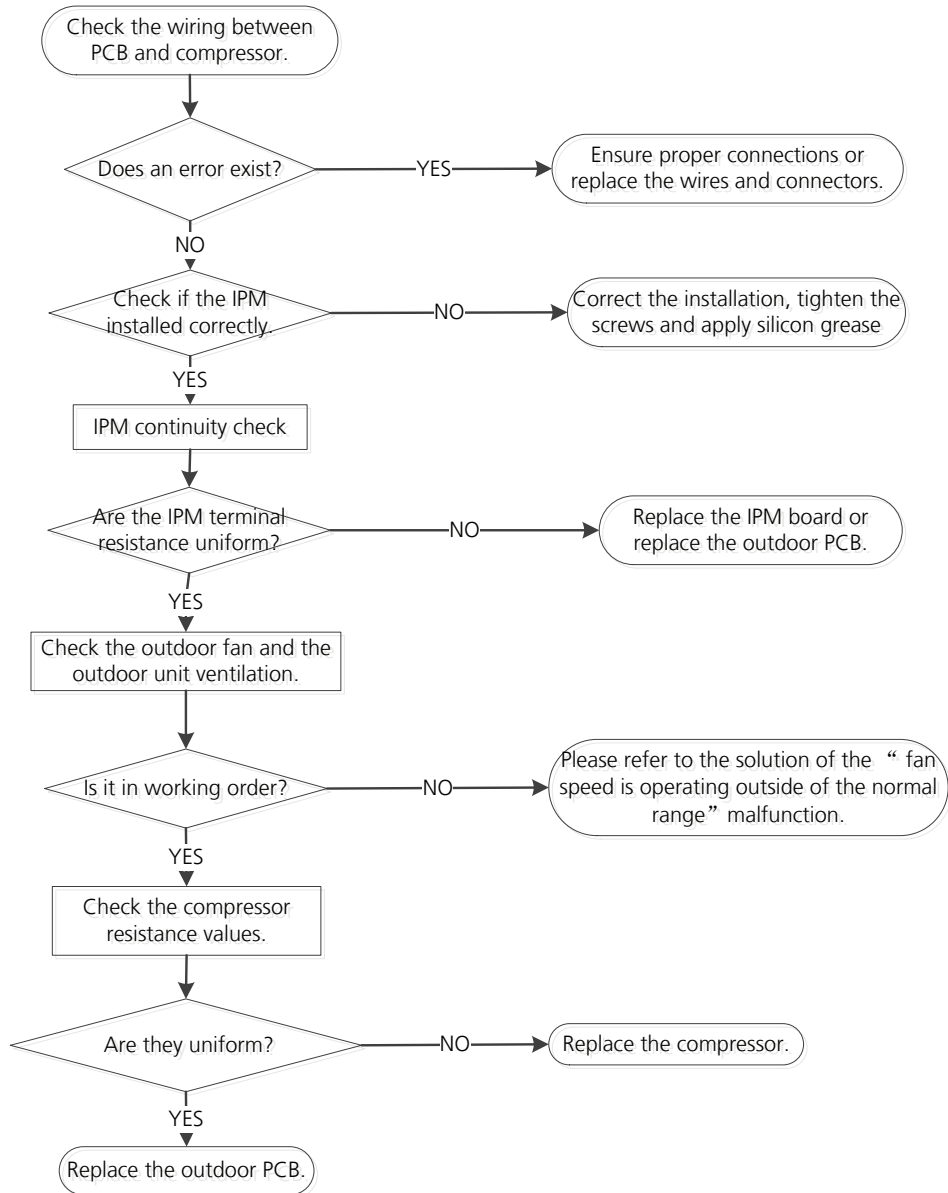 Check the wiring between
PCB and compressor.
Does an error exist?
YES
Ensure proper connections or
replace the wires and connectors.
NO
Check if the IPM
installed correctly.
NO
Correct the installation, tighten the
screws and apply silicon grease
YES
IPM continuity check
Are the IPM terminal
resistance uniform?
NO
Replace the IPM board or
replace the outdoor PCB.
YES
Check the outdoor fan and the
outdoor unit ventilation.
Is it in working order?
NO
Please refer to the solution of the “ fan
speed is operating outside of the normal
range” malfunction.
YES
Check the compressor
resistance values.
Are they uniform?
NO
Replace the compressor.
YES
Replace the outdoor PCB.